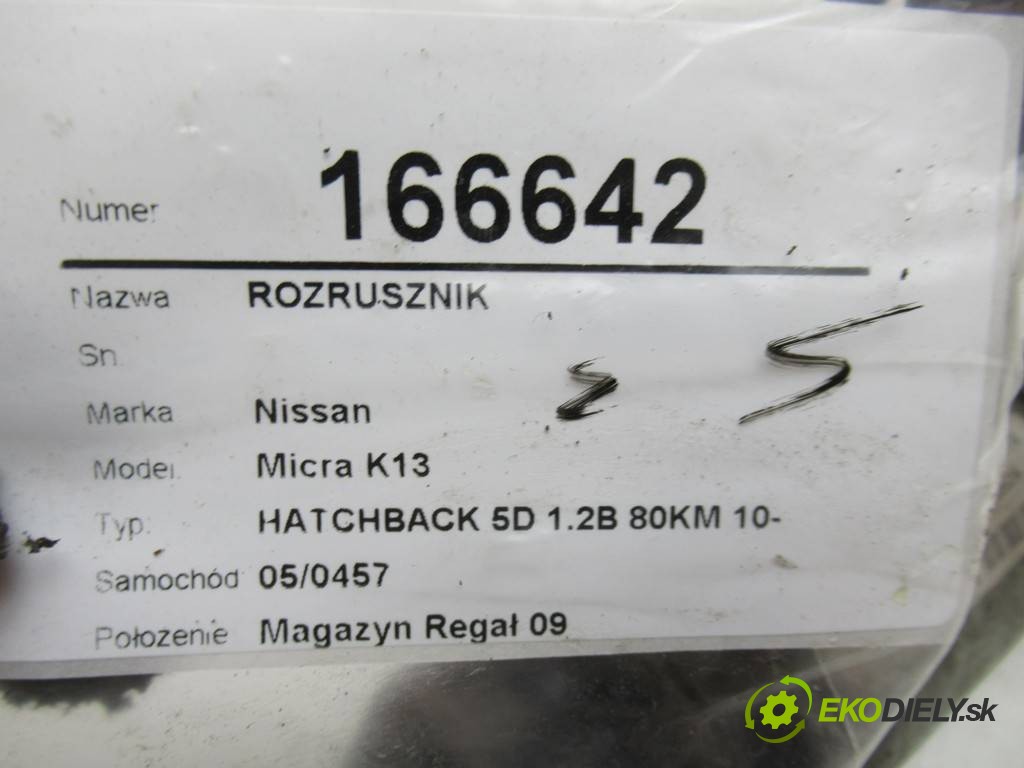 Numer 166642
Nazwa ROZRUSZNIK
Sn.
Marka Nissan
Model. Micra K13
Typ: HATCHBACK 5D 1.2B 80KM 10-
Samochód 05/0457
Położenie Magazyn Regał 09
EKODIELY.sk